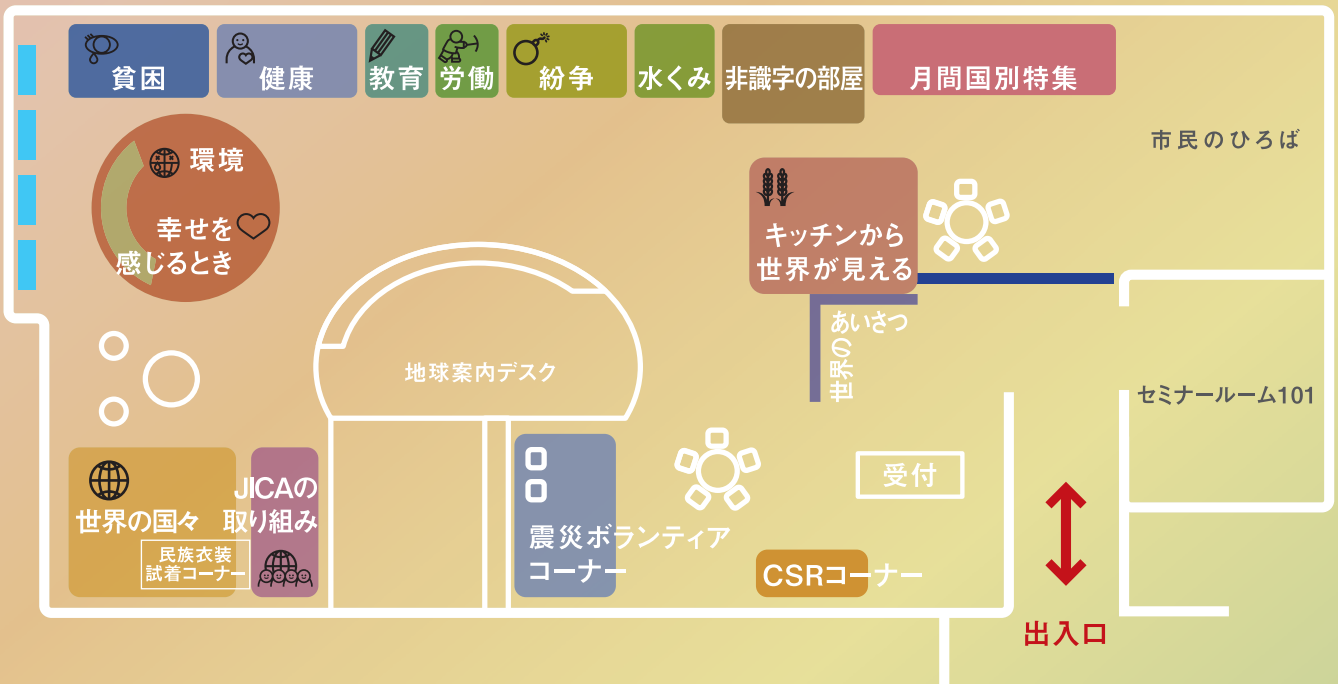 貧困
健康
教育
労働
紛争
水くみ
非識字の部屋
月間国別特集
市民のひろば
環境
幸せを
感じるとき
キッチンから
世界が見える
世界の
あいさつ
地球案内デスク
セミナールーム101
世界の国々
民族衣装
試着コーナー
JICAの
取り組み
震災ボランティア
コーナー
受付
CSRコーナー
出入口